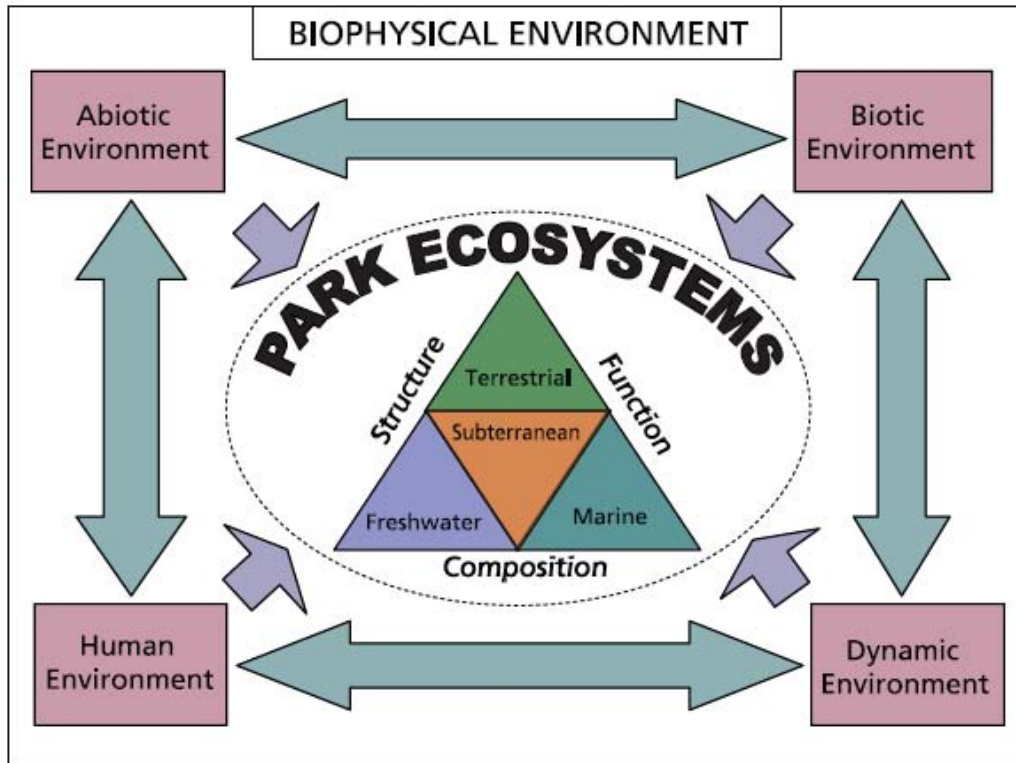 BIOPHYSICAL ENVIRONMENT
Abiotic
Environment
Biotic
Environment
PARK ECOSYSTEMS
Structure
Function
Terrestrial
Subterranean
Freshwater
Marine
Composition
Human
Environment
Dynamic
Environment